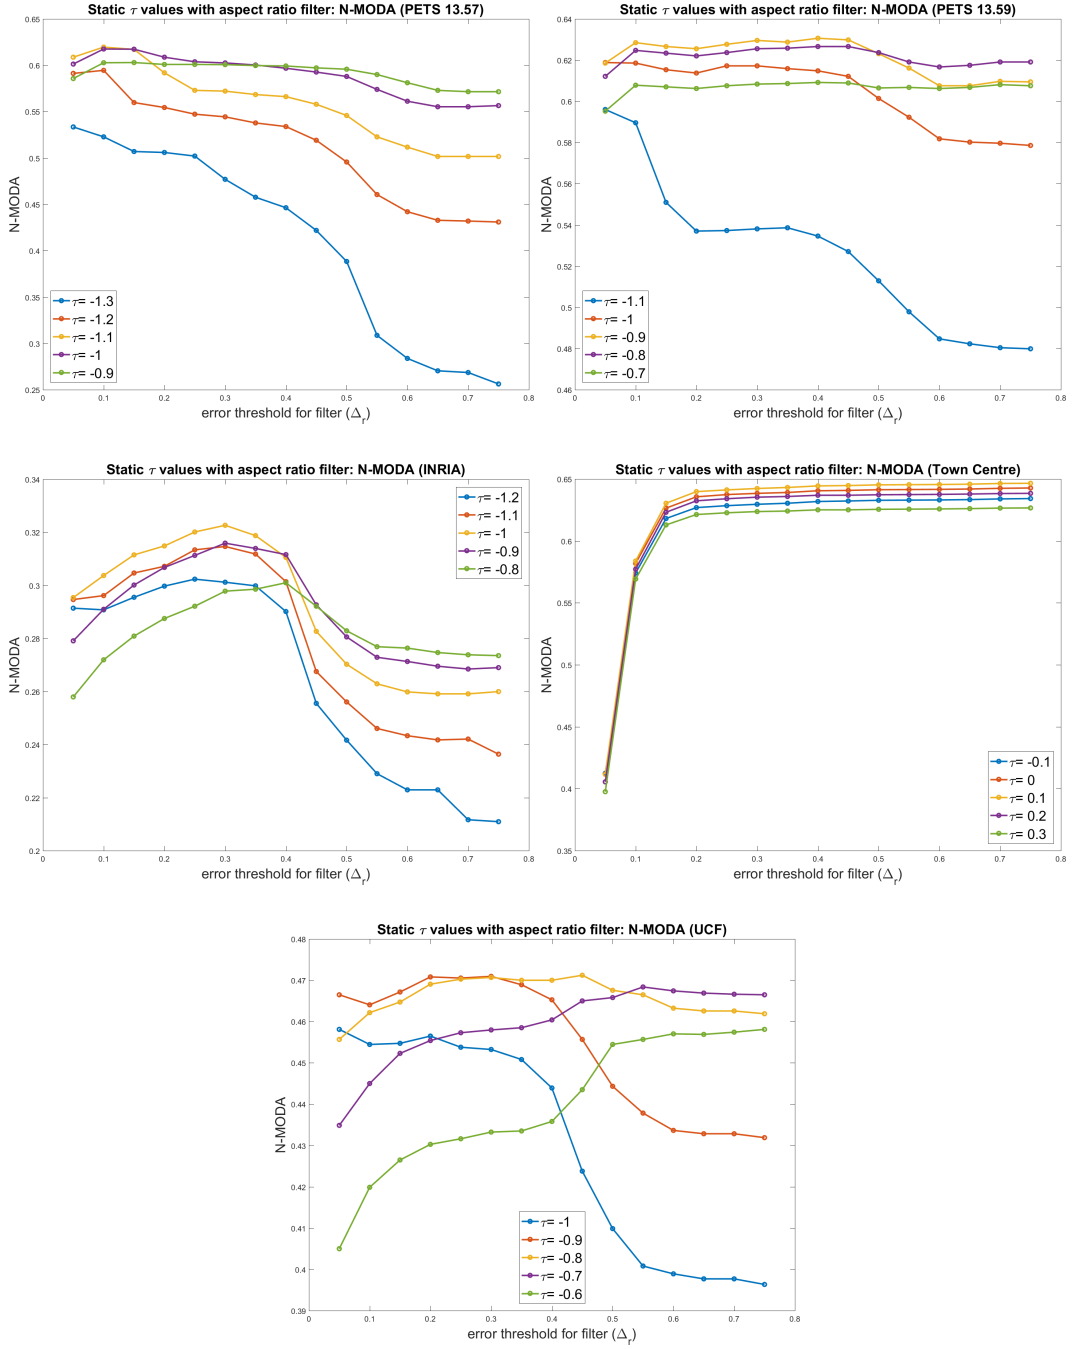 Static τ values with aspect ratio filter: N-MODA (PETS 13.57)
0.65
0.6
0.55
0.5
0.45
0.4
0.35
0.3
0.25
N-MODA
τ= -1.3
τ= -1.2
τ= -1.1
τ= -1
τ= -0.9
0 0.1 0.2 0.3 0.4 0.5 0.6 0.7 0.8
error threshold for filter (Δr)
Static τ values with aspect ratio filter: N-MODA (PETS 13.59)
0.64
0.62
0.6
0.58
0.56
0.54
0.52
0.5
0.48
0.46
N-MODA
τ= -1.1
τ= -1
τ= -0.9
τ= -0.8
τ= -0.7
0 0.1 0.2 0.3 0.4 0.5 0.6 0.7 0.8
error threshold for filter (Δr)
Static τ values with aspect ratio filter: N-MODA (INRIA)
0.34
0.32
0.3
0.28
0.26
0.24
0.22
0.2
N-MODA
τ= -1.2
τ= -1.1
τ= -1
τ= -0.9
τ= -0.8
0 0.1 0.2 0.3 0.4 0.5 0.6 0.7 0.8
error threshold for filter (Δr)
Static τ values with aspect ratio filter: N-MODA (Town Centre)
0.65
0.6
0.55
0.5
0.45
0.4
0.35
N-MODA
τ= -0.1
τ= 0
τ= 0.1
τ= 0.2
τ= 0.3
0 0.1 0.2 0.3 0.4 0.5 0.6 0.7 0.8
error threshold for filter (Δr)
Static τ values with aspect ratio filter: N-MODA (UCF)
0.48
0.47
0.46
0.45
0.44
0.43
0.42
0.41
0.4
0.39
N-MODA
τ= -1
τ= -0.9
τ= -0.8
τ= -0.7
τ= -0.6
0 0.1 0.2 0.3 0.4 0.5 0.6 0.7 0.8
error threshold for filter (Δr)